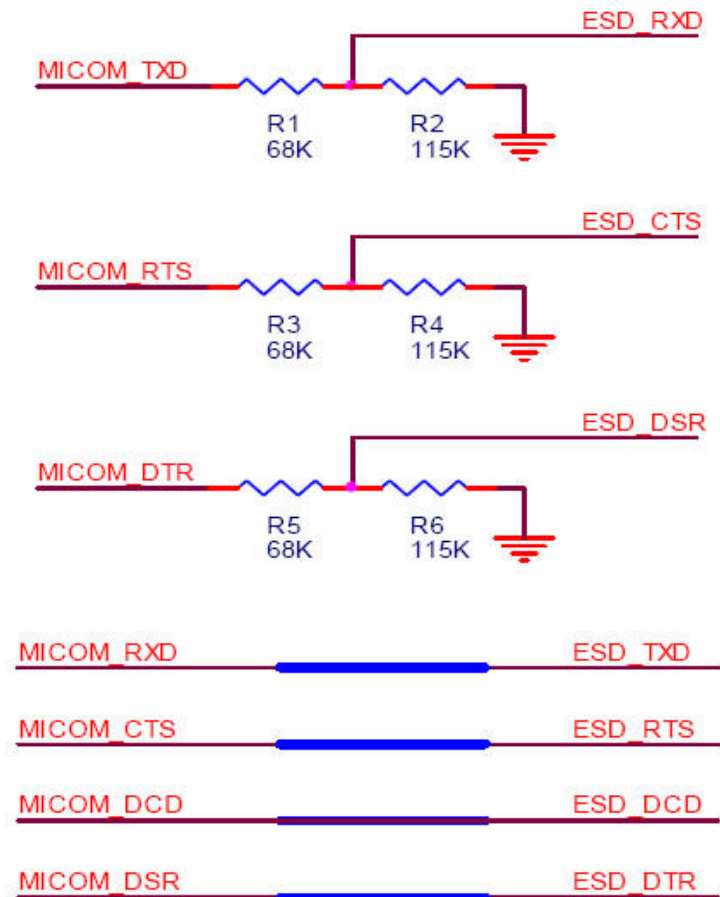 ESD_RXD
MICOM_TXD
R1 R2
68K 115K
ESD_CTS
MICOM_RTS
R3 R4
68K 115K
ESD_DSR
MICOM_DTR
R5 R6
68K 115K
MICOM_RXD ESD_TXD
MICOM_CTS ESD_RTS
MICOM_DCD ESD_DCD
MICOM_DSR ESD_DTR